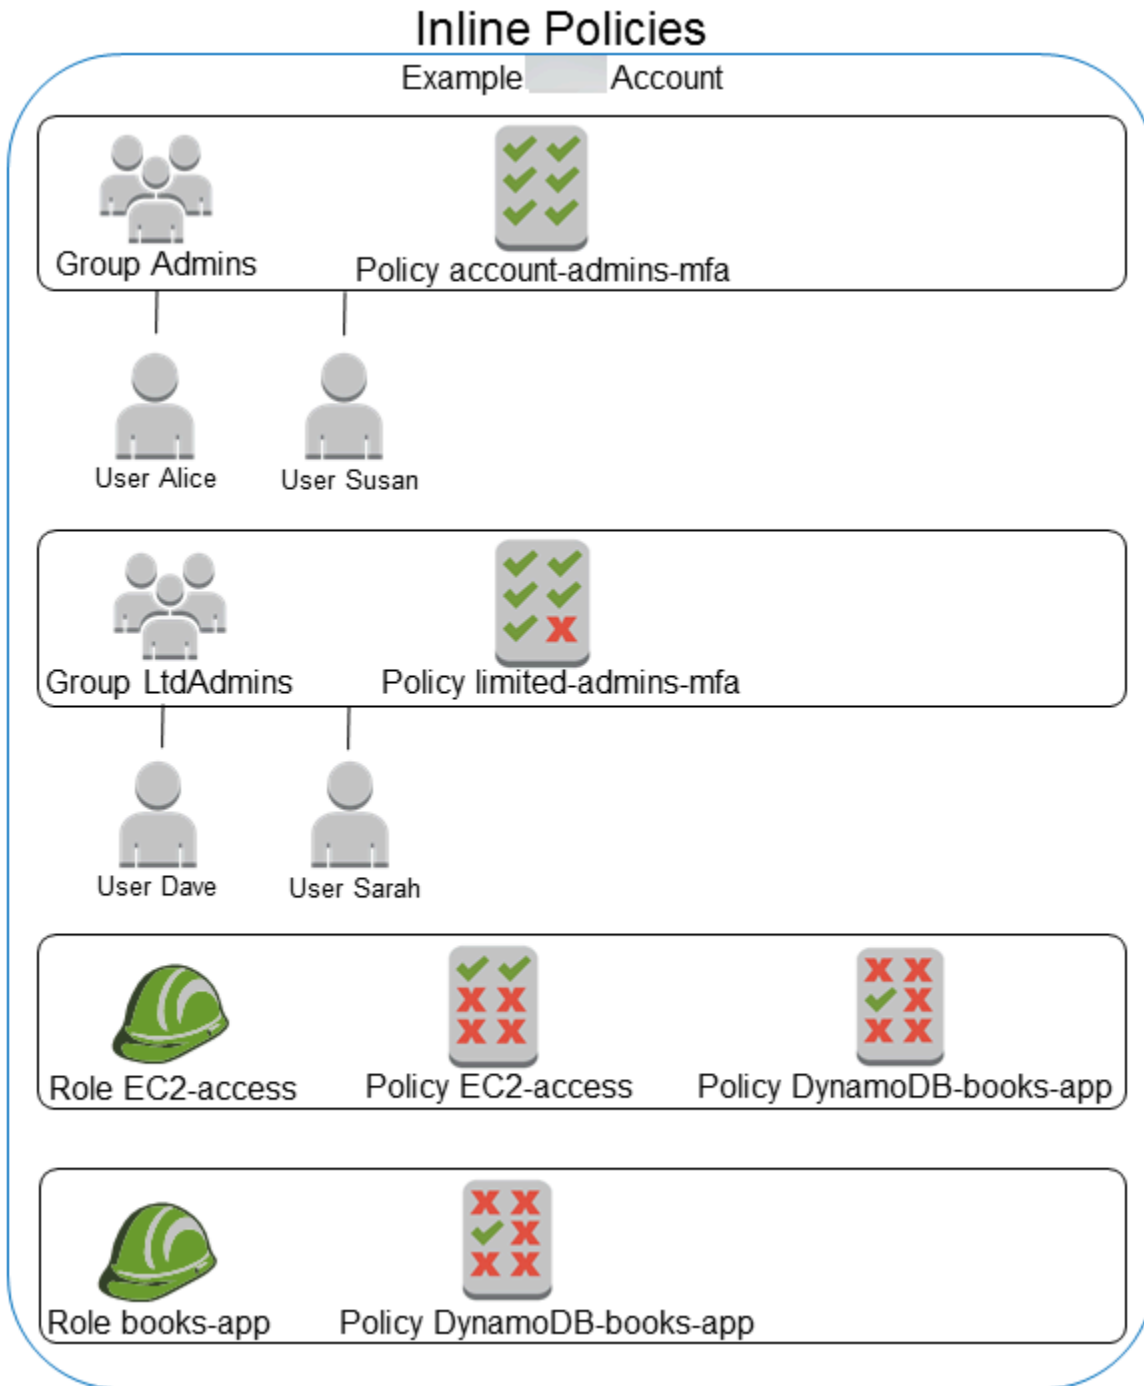 Inline Policies
Example Account
Group Admins
Policy account-admins-mfa
User Alice
User Susan
Group LtdAdmins
Policy limited-admins-mfa
User Dave
User Sarah
Role EC2-access
Policy EC2-access
Policy DynamoDB-books-app
Role books-app
Policy DynamoDB-books-app